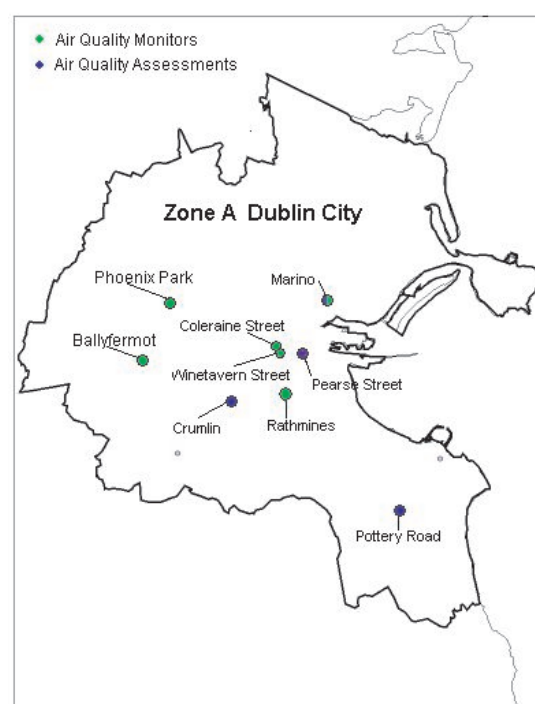 Air Quality Monitors
Air Quality Assessments
Zone A Dublin City
Phoenix Park
Marino
Coleraine Street
Ballyfermot
Winetavern Street
Pearse Street
Crumlin
Rathmines
Pottery Road